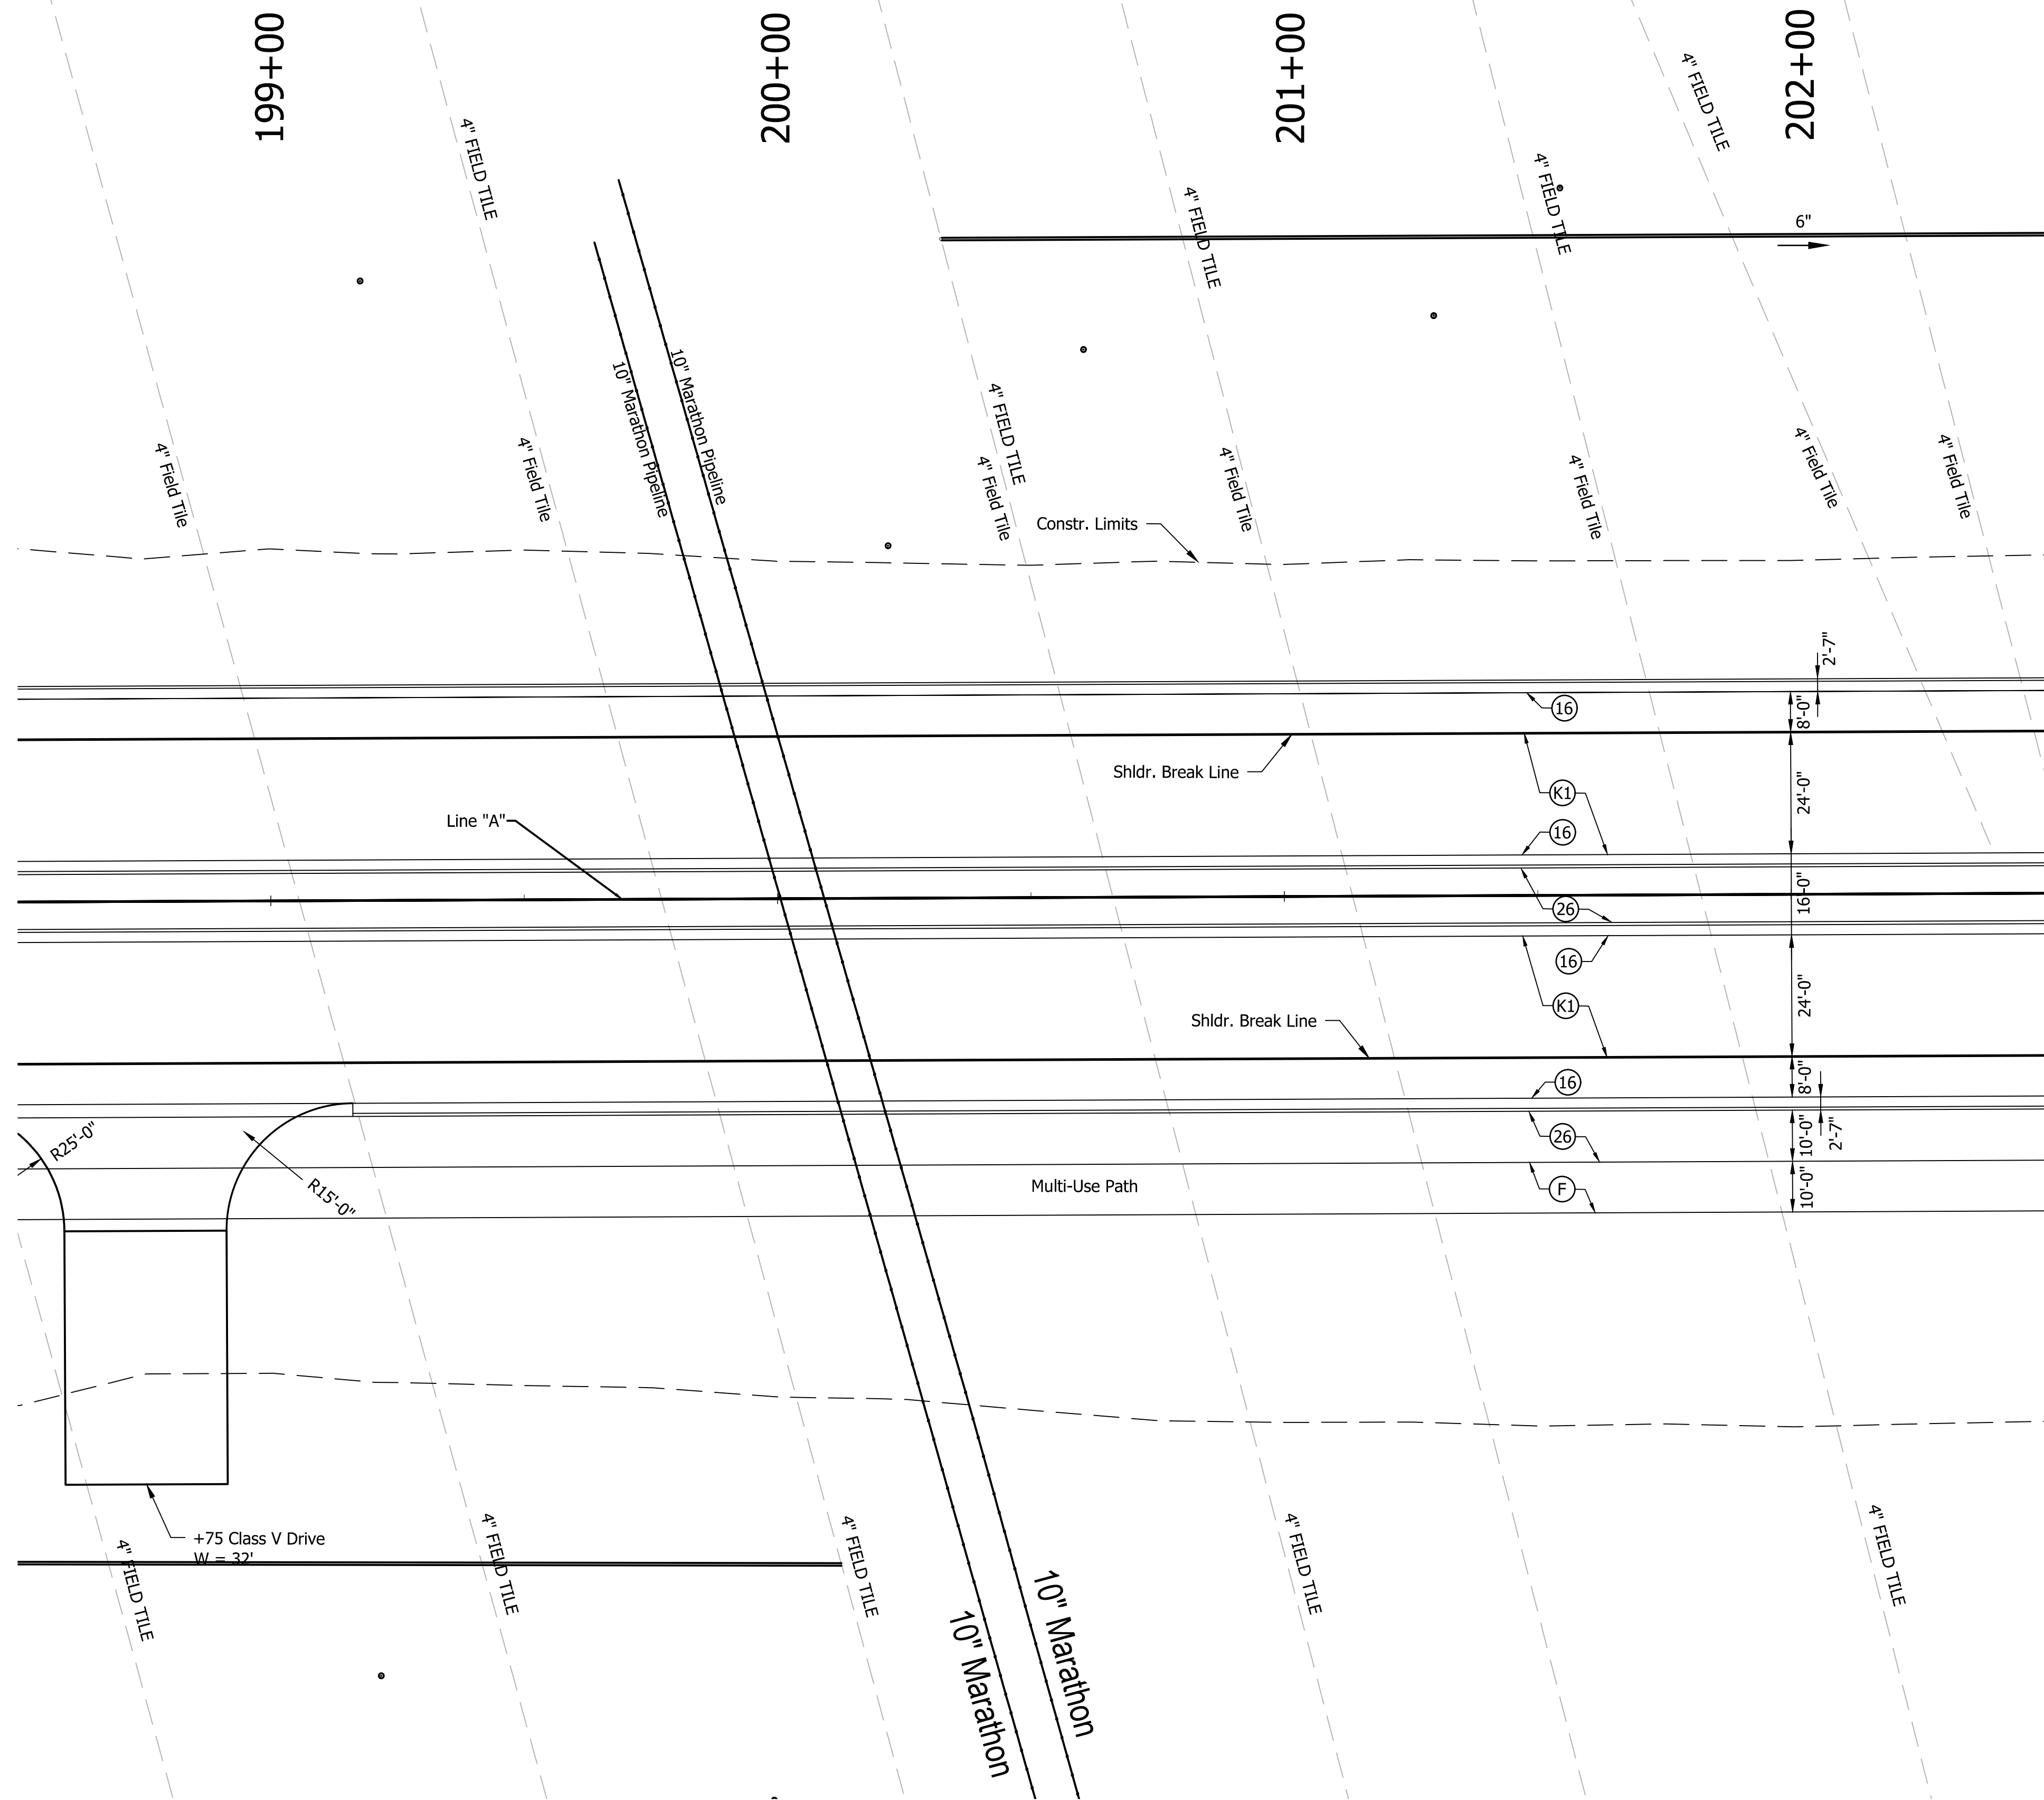 199+00
200+00
201+00
202+00
4" FIELD TILE
4" FIELD TILE
4" FIELD TILE
4" FIELD TILE
6"
10" Marathon Pipeline
10" Marathon Pipeline
4" FIELD TILE
4" Field Tile
4" Field Tile
4" Field Tile
4" Field Tile
4" Field Tile
4" Field Tile
4" Field Tile
Constr. Limits
2'-7"
16
8'-0"
Shldr. Break Line
K1
24'-0"
Line "A"
16
16'-0"
26
16
24'-0"
K1
Shldr. Break Line
16
8'-0"
R25'-0"
26
10'-0"
2'-7"
R15'-0"
Multi-Use Path
F
10'-0"
+75 Class V Drive
W = 32'
4" FIELD TILE
4" FIELD TILE
4" FIELD TILE
4" FIELD TILE
4" FIELD TILE
10" Marathon
10" Marathon